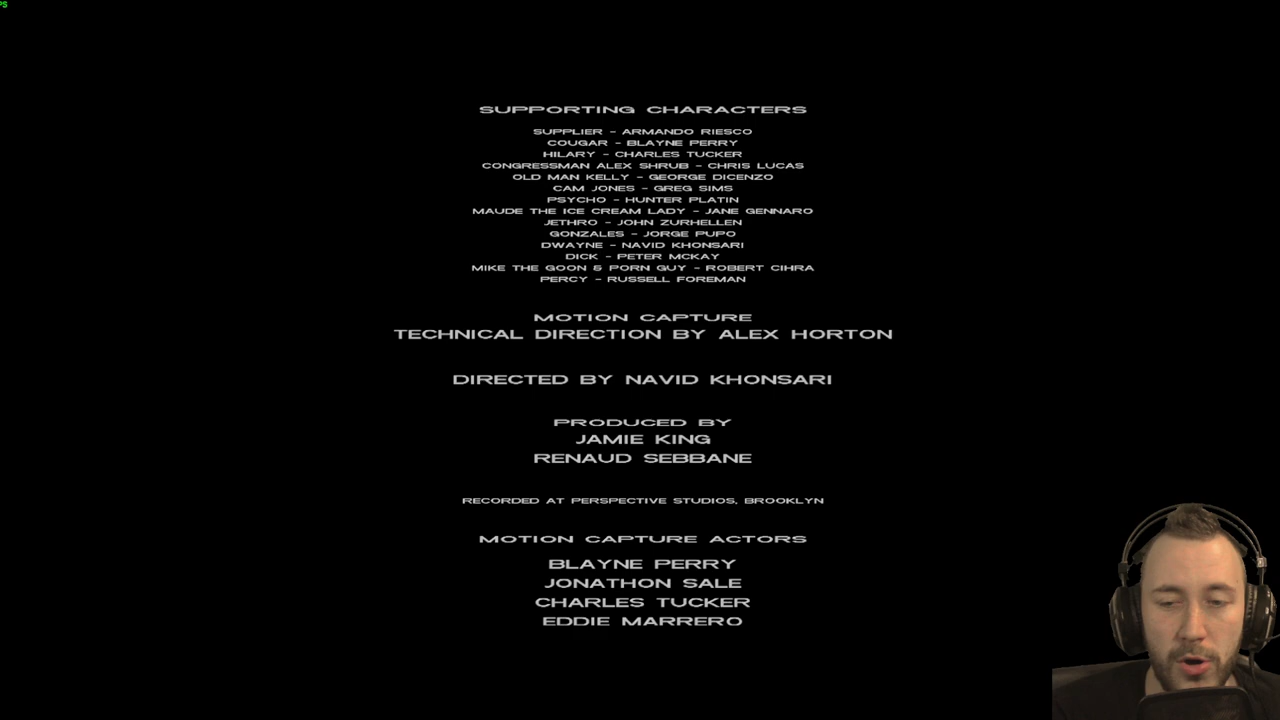 PS
SUPPORTING CHARACTERS
SUPPLIER - ARMANDO RIESCO
COUGAR - BLAYNE PERRY
HILARY - CHARLES TUCKER
CONGRESSMAN ALEX SHRUB - CHRIS LUCAS
OLD MAN KELLY - GEORGE DICENZO
CAM JONES - GREG SIMS
PSYCHO - HUNTER PLATIN
MAUDE THE ICE CREAM LADY - JANE GENNARO
JETHRO - JOHN ZURHELLEN
GONZALES - JORGE PUPO
DWAYNE - NAVID KHONSARI
DICK - PETER MCKAY
MIKE THE GOON & PORN GUY - ROBERT CIHRA
PERCY - RUSSELL FOREMAN
MOTION CAPTURE
TECHNICAL DIRECTION BY ALEX HORTON
DIRECTED BY NAVID KHONSARI
PRODUCED BY
JAMIE KING
RENAUD SEBBANE
RECORDED AT PERSPECTIVE STUDIOS, BROOKLYN
MOTION CAPTURE ACTORS
BLAYNE PERRY
JONATHON SALE
CHARLES TUCKER
EDDIE MARRERO